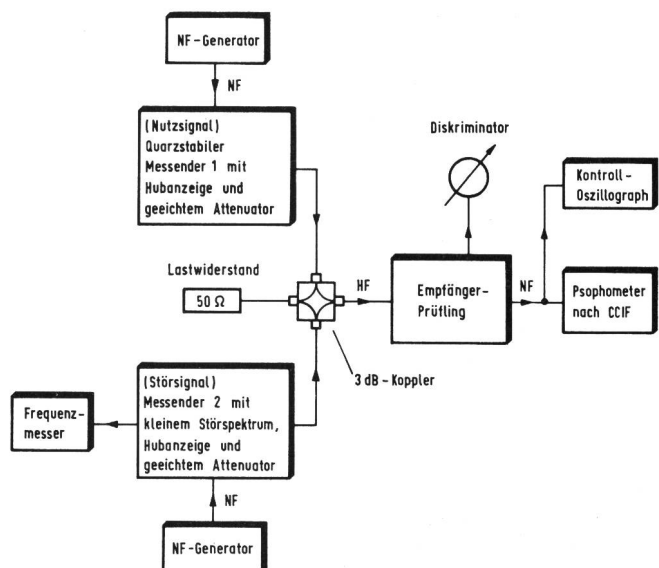 NF-Generator
NF
(Nutzsignal)
Quarzstabiler
Messender 1 mit
Hubanzeige und
geeichtem Attenuator
Diskriminator
Kontroll-
Oszillograph
Lastwiderstand
50 Ω
HF
Empfänger-
Prüfling
NF
Psophometer
nach CCIF
3 dB-Koppler
(Störsignal)
Messender 2 mit
kleinem Störspektrum,
Hubanzeige und
geeichtem Attenuator
Frequenz-
messer
NF
NF-Generator